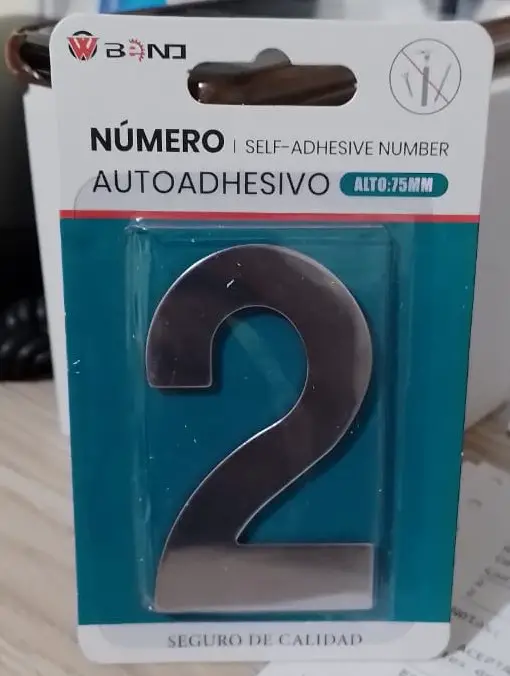 W BOND
NÚMERO | SELF-ADHESIVE NUMBER
AUTOADHESIVO ALTO:75MM
2
SEGURO DE CALIDAD